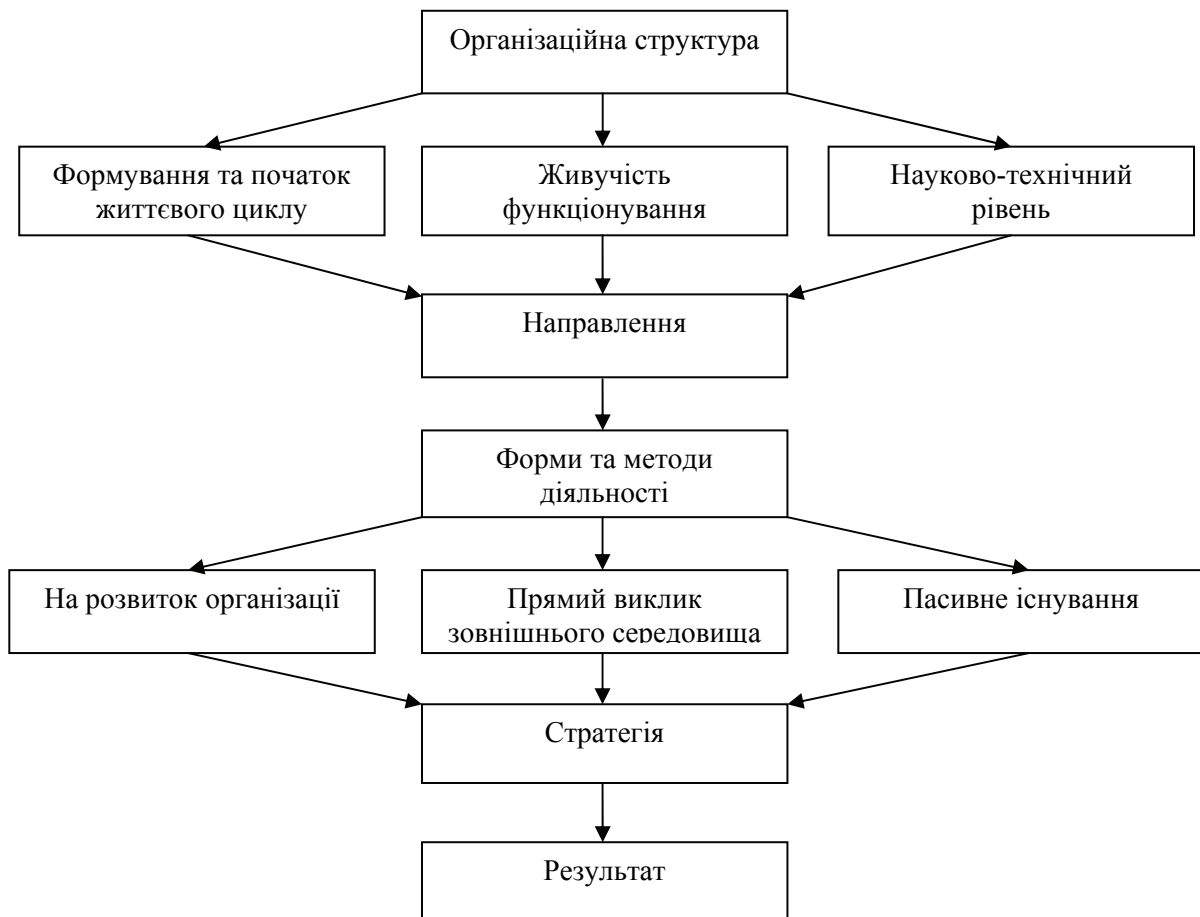 Організаційна структура
Формування та початок
життєвого циклу
Живучість
функціонування
Науково-технічний
рівень
Направлення
Форми та методи
діяльності
На розвиток організації
Прямий виклик
зовнішнього середовища
Пасивне існування
Стратегія
Результат